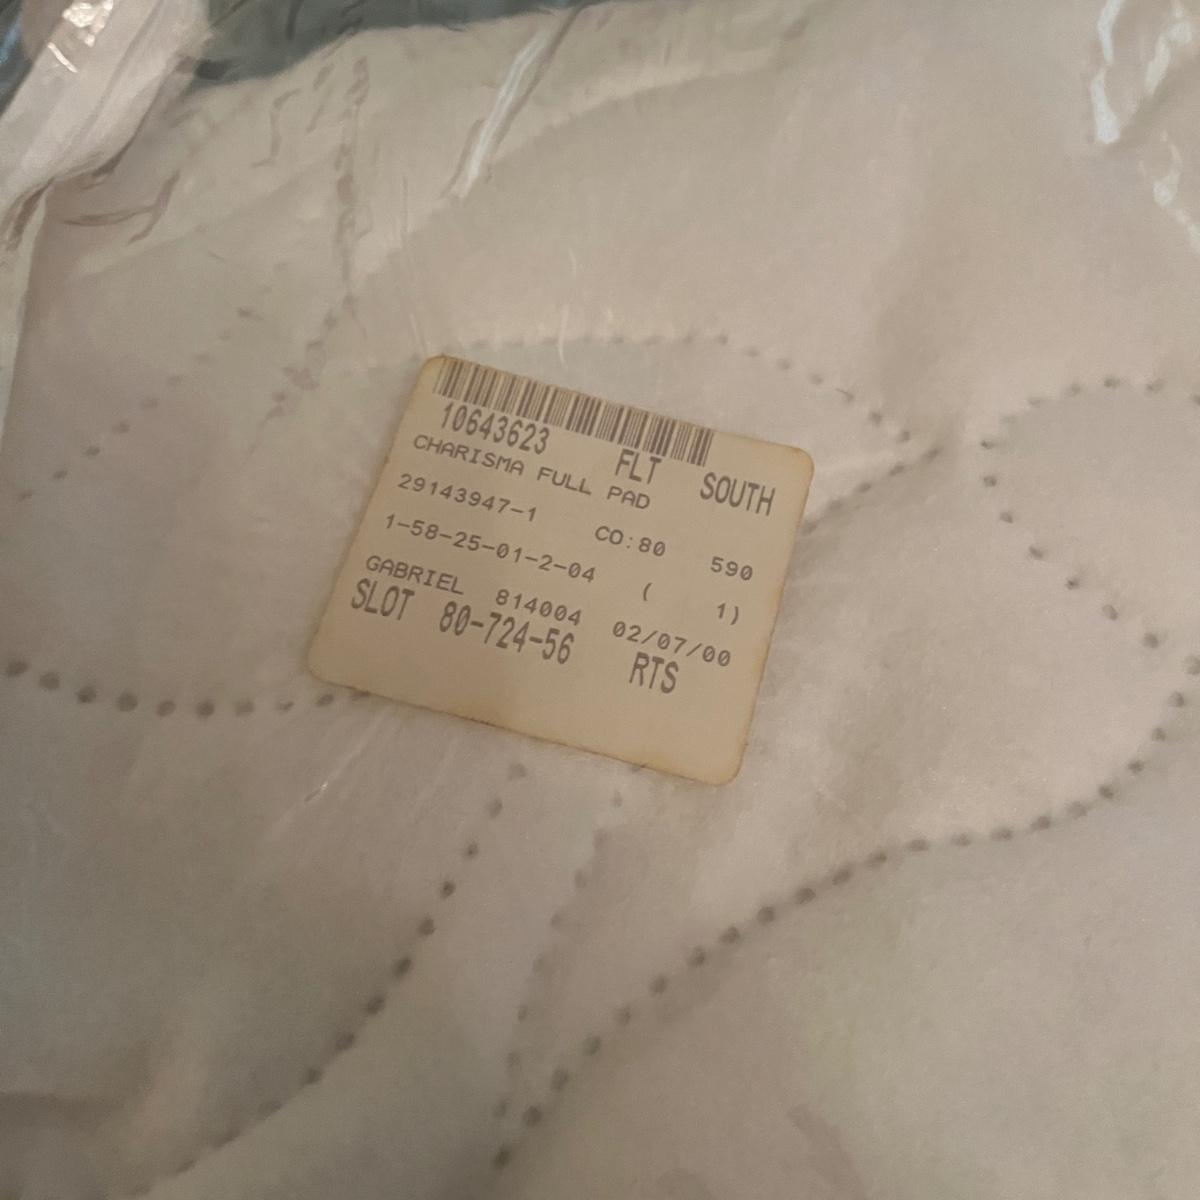 10643623 FLT SOUTH
CHARISMA FULL PAD
29143947-1 CO:80 590
1-58-25-01-2-04 ( 1)
GABRIEL 814004 02/07/00
SLOT 80-724-56 RTS